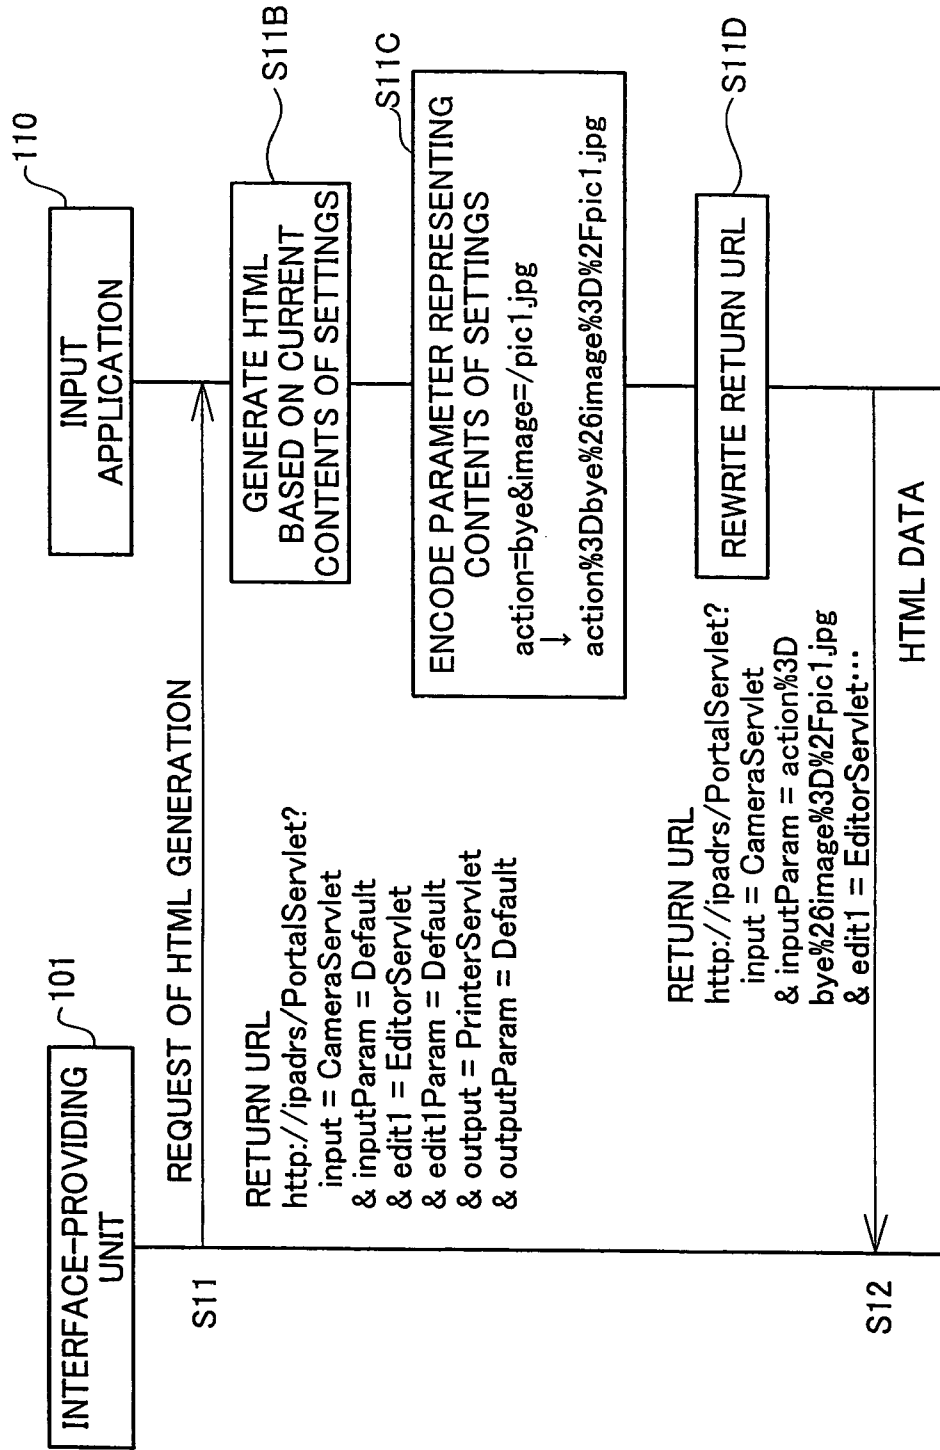 INTERFACE-PROVIDING
UNIT
101
INPUT
APPLICATION
110
S11
REQUEST OF HTML GENERATION
RETURN URL
http://ipadrs/PortalServlet?
input = CameraServlet
& inputParam = Default
& edit1 = EditorServlet
& edit1Param = Default
& output = PrinterServlet
& outputParam = Default
GENERATE HTML
BASED ON CURRENT
CONTENTS OF SETTINGS
S11B
ENCODE PARAMETER REPRESENTING
CONTENTS OF SETTINGS
action=bye&image=/pic1.jpg
↓
action%3Dbye%26image%3D%2Fpic1.jpg
S11C
REWRITE RETURN URL
S11D
RETURN URL
http://ipadrs/PortalServlet?
input = CameraServlet
& inputParam = action%3D
bye%26image%3D%2Fpic1.jpg
& edit1 = EditorServlet···
S12
HTML DATA